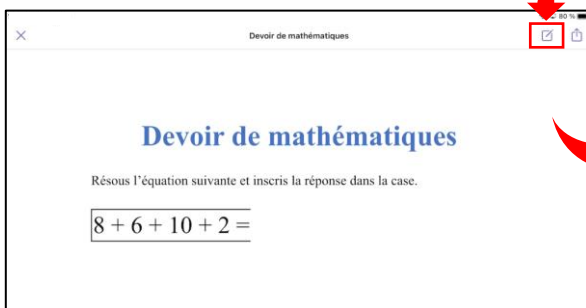 80 %
Devoir de mathématiques
Devoir de mathématiques
Résous l’équation suivante et inscris la réponse dans la case.
8 + 6 + 10 + 2 =